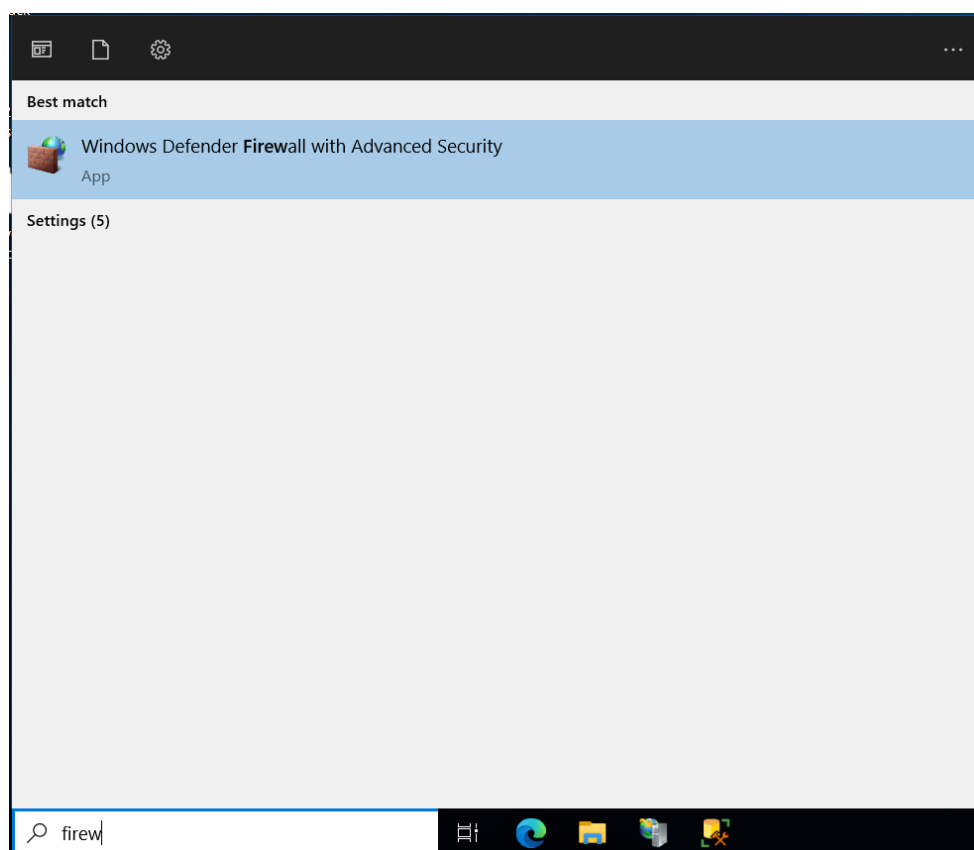 Best match
Windows Defender Firewall with Advanced Security
App
Settings (5)
firew